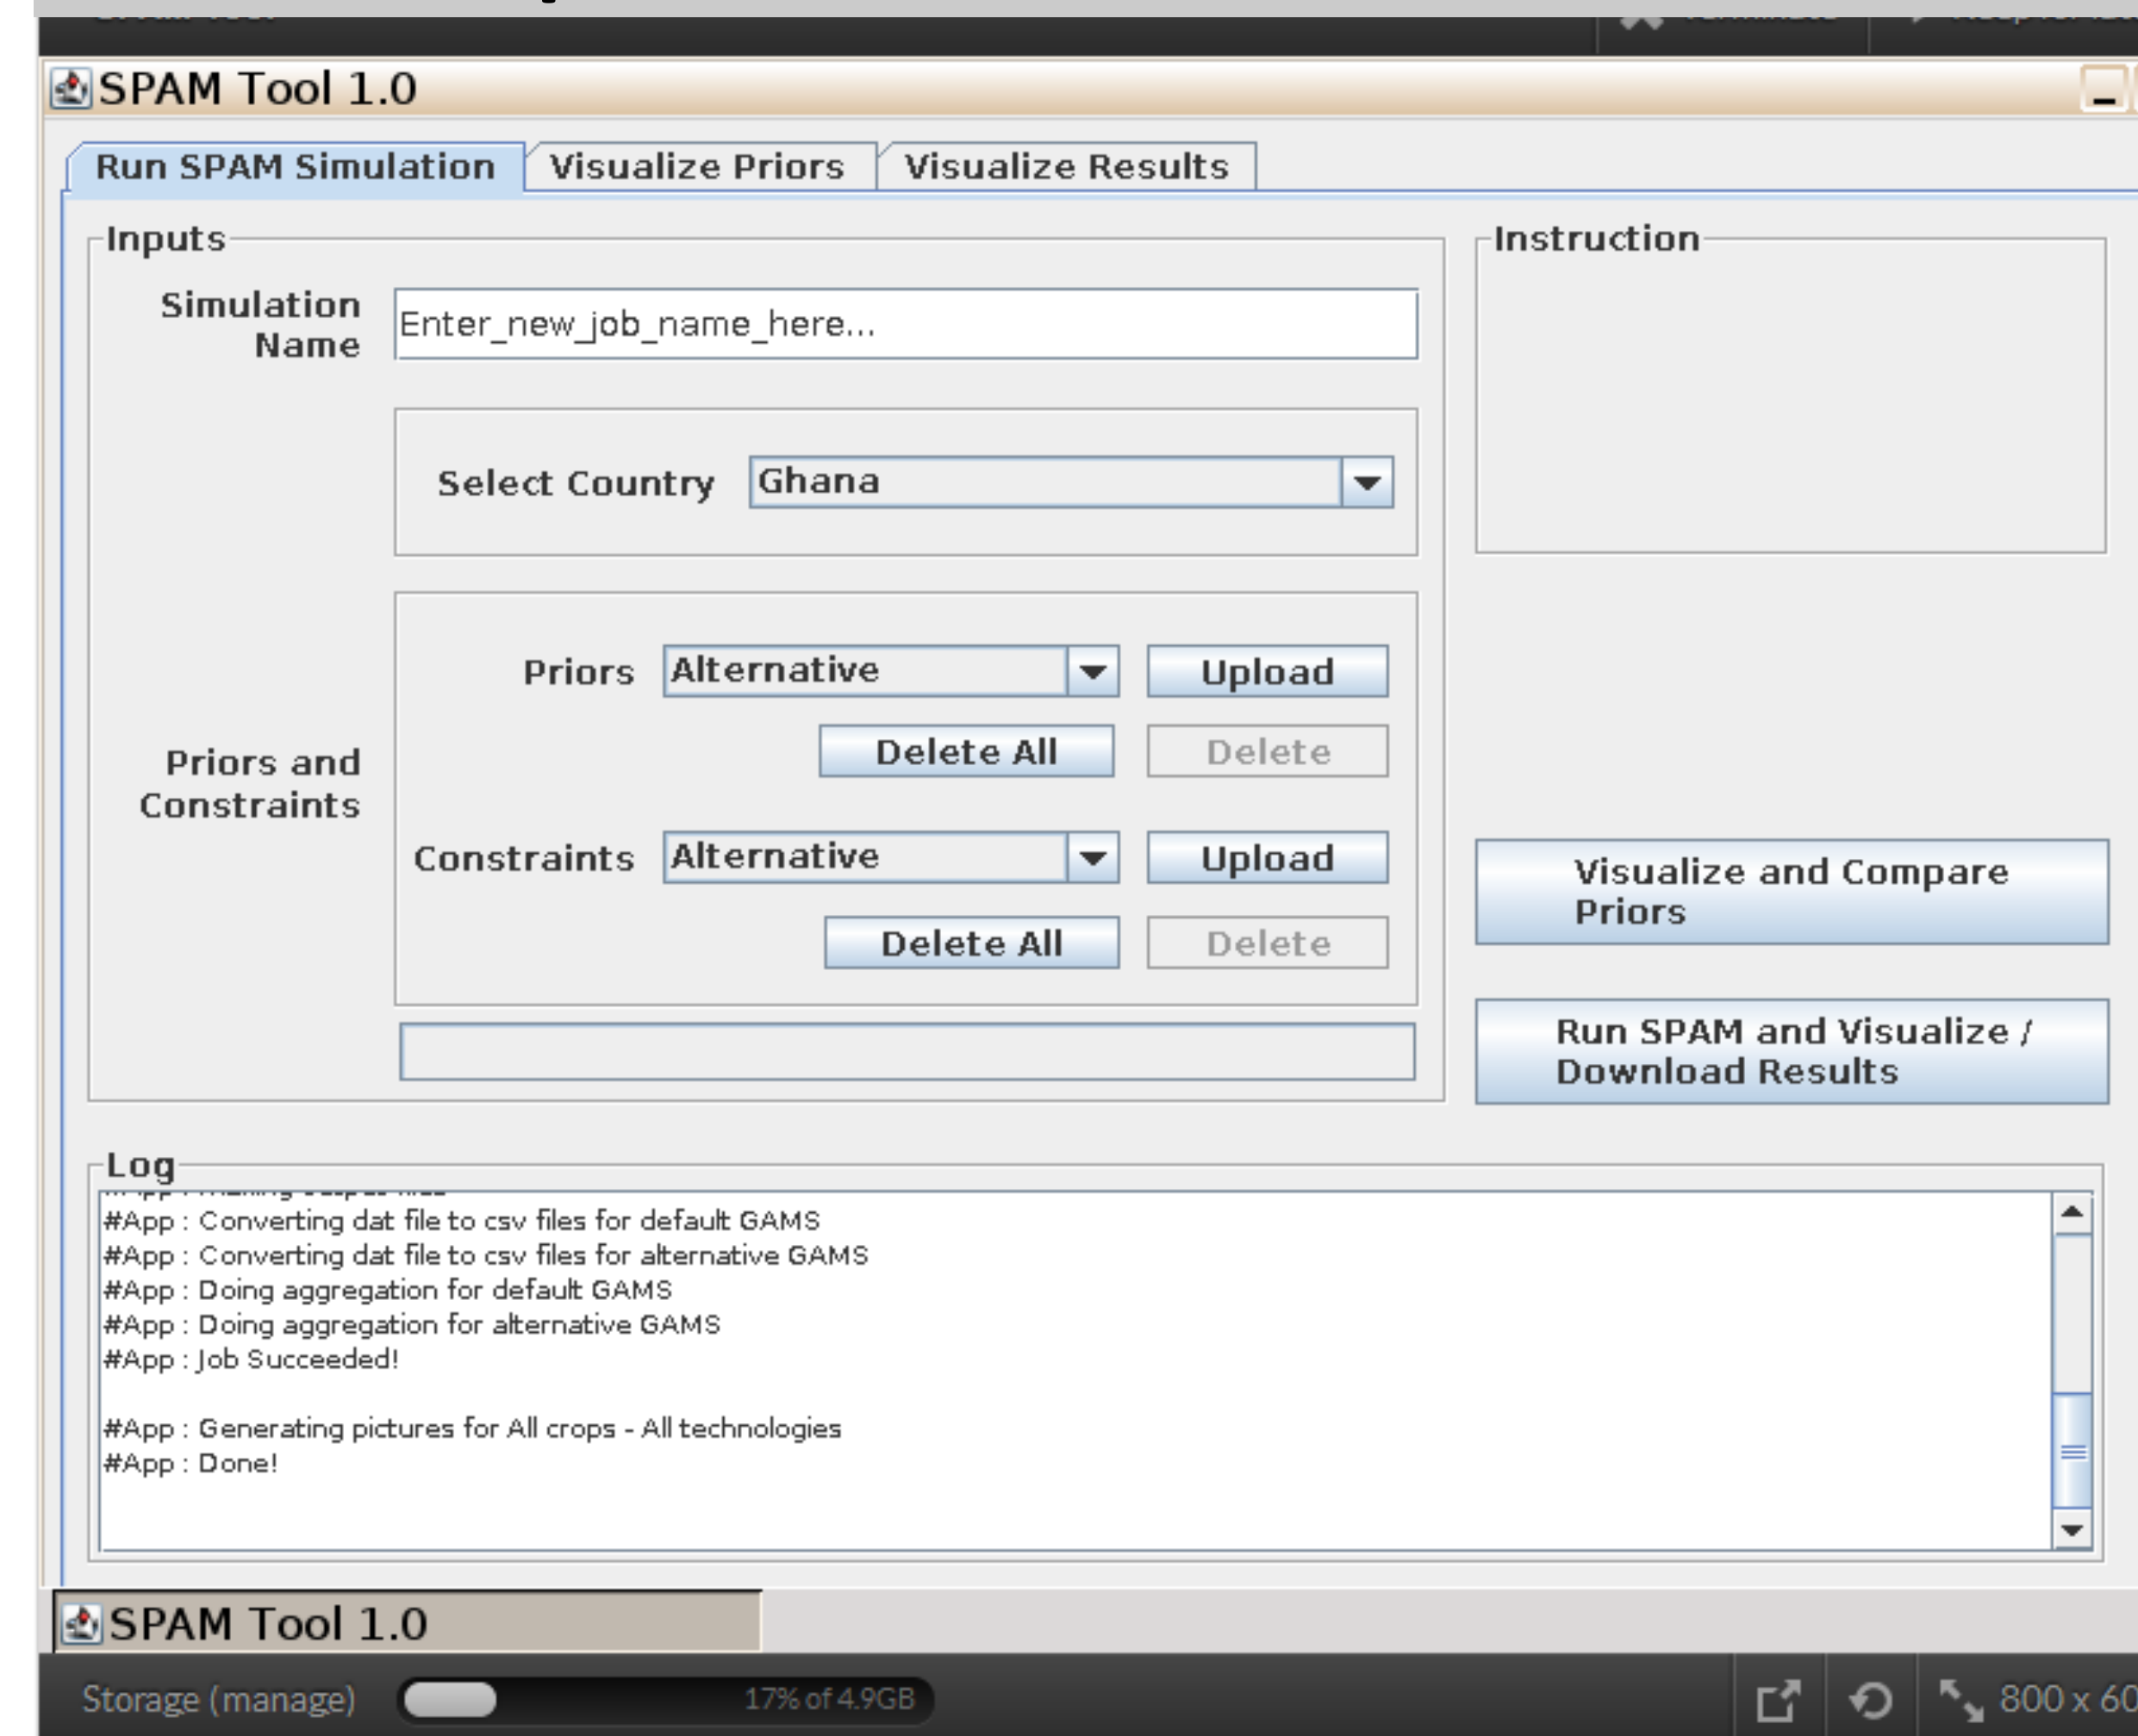 SPAM Tool 1.0
Run SPAM Simulation
Visualize Priors
Visualize Results
Inputs
Simulation
Name
Enter_new_job_name_here...
Select Country
Ghana
Priors and
Constraints
Priors
Alternative
Upload
Delete All
Delete
Constraints
Alternative
Upload
Delete All
Delete
Instruction
Visualize and Compare
Priors
Run SPAM and Visualize /
Download Results
Log
#App : Converting dat file to csv files for default GAMS
#App : Converting dat file to csv files for alternative GAMS
#App : Doing aggregation for default GAMS
#App : Doing aggregation for alternative GAMS
#App : Job Succeeded!
#App : Generating pictures for All crops - All technologies
#App : Done!
SPAM Tool 1.0
Storage (manage)
17% of 4.9GB
800 x 60